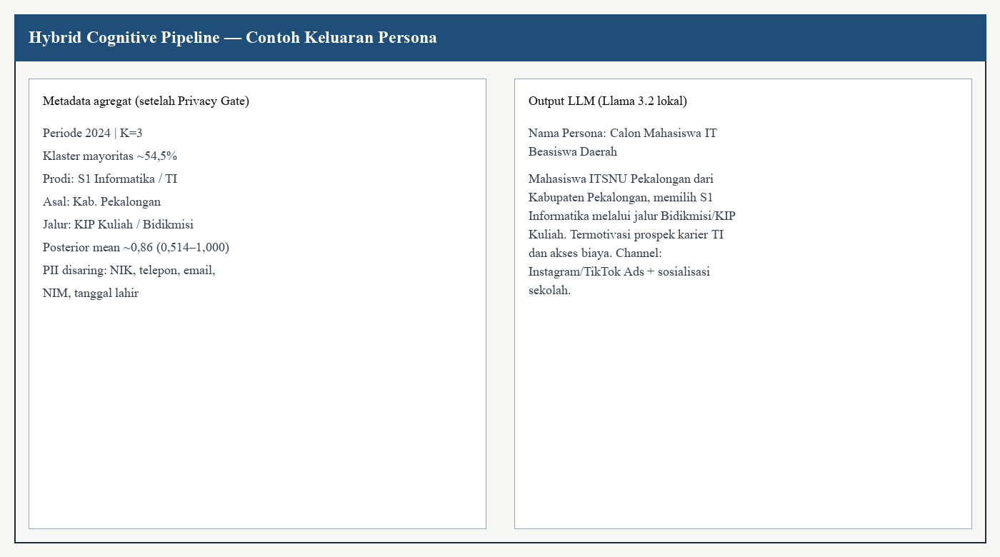 Hybrid Cognitive Pipeline — Contoh Keluaran Persona
Metadata agregat (setelah Privacy Gate)
Periode 2024 | K=3
Klaster mayoritas ~54,5%
Prodi: S1 Informatika / TI
Asal: Kab. Pekalongan
Jalur: KIP Kuliah / Bidikmisi
Posterior mean ~0,86 (0,514–1,000)
PII disaring: NIK, telepon, email,
NIM, tanggal lahir
Output LLM (Llama 3.2 lokal)
Nama Persona: Calon Mahasiswa IT
Beasiswa Daerah
Mahasiswa ITSNU Pekalongan dari
Kabupaten Pekalongan, memilih S1
Informatika melalui jalur Bidikmisi/KIP
Kuliah. Termotivasi prospek karier TI
dan akses biaya. Channel:
Instagram/TikTok Ads + sosialisasi
sekolah.